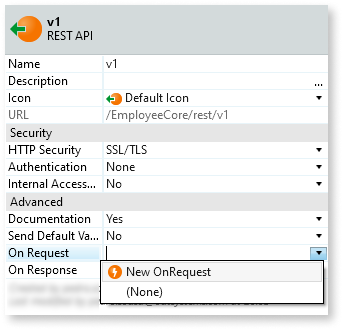 v1
REST API
Name v1
Description ...
Icon Default Icon
URL /EmployeeCore/rest/v1
Security
HTTP Security SSL/TLS
Authentication None
Internal Access... No
Advanced
Documentation Yes
Send Default Va... No
On Request
On Response
New OnRequest
(None)